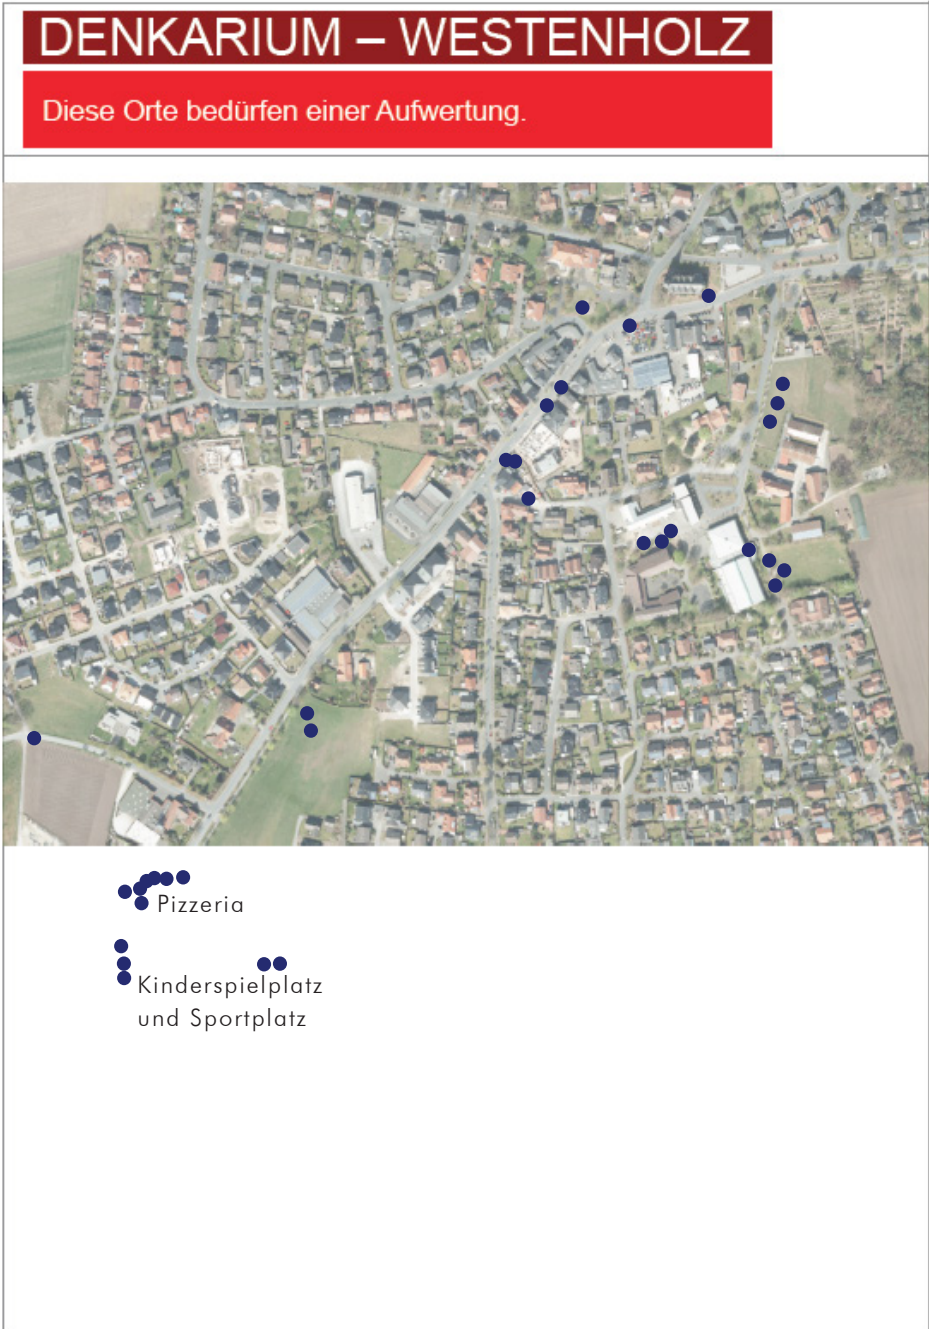 DENKARIUM – WESTENHOLZ
Diese Orte bedürfen einer Aufwertung.
Pizzeria
Kinderspielplatz
und Sportplatz